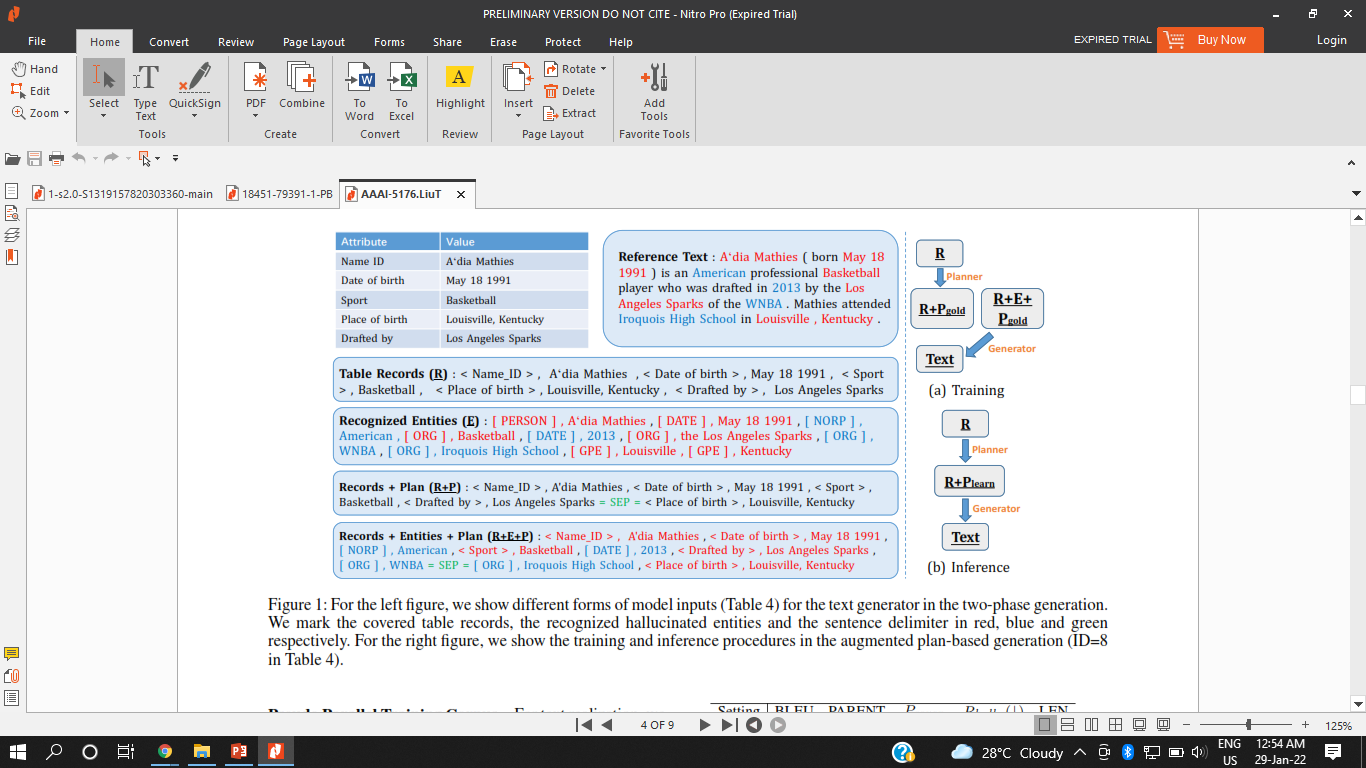 PRELIMINARY VERSION DO NOT CITE - Nitro Pro (Expired Trial)
File Home Convert Review Page Layout Forms Share Erase Protect Help EXPIRED TRIAL Buy Now Login
Hand
Edit
Zoom
Select
Type Text
QuickSign
Tools
PDF
Combine
Create
To Word
To Excel
Convert
Highlight
Review
Insert
Rotate
Delete
Extract
Page Layout
Add Tools
Favorite Tools
1-s2.0-S1319157820303360-main 18451-79391-1-PB AAAI-5176.LiuT
Attribute Value
Name ID A'dia Mathies
Date of birth May 18 1991
Sport Basketball
Place of birth Louisville, Kentucky
Drafted by Los Angeles Sparks
Reference Text : A'dia Mathies ( born May 18
1991 ) is an American professional Basketball
player who was drafted in 2013 by the Los
Angeles Sparks of the WNBA . Mathies attended
Iroquois High School in Louisville , Kentucky .
Table Records (R) : < Name_ID > , A'dia Mathies , < Date of birth > , May 18 1991 , < Sport
> , Basketball , < Place of birth > , Louisville, Kentucky , < Drafted by > , Los Angeles Sparks
Recognized Entities (E) : [ PERSON ] , A'dia Mathies , [ DATE ] , May 18 1991 , [ NORP ] ,
American , [ ORG ] , Basketball , [ DATE ] , 2013 , [ ORG ] , the Los Angeles Sparks , [ ORG ] ,
WNBA , [ ORG ] , Iroquois High School , [ GPE ] , Louisville , [ GPE ] , Kentucky
Records + Plan (R+P) : < Name_ID > , A'dia Mathies , < Date of birth > , May 18 1991 , < Sport > ,
Basketball , < Drafted by > , Los Angeles Sparks = SEP = < Place of birth > , Louisville, Kentucky
Records + Entities + Plan (R+E+P) : < Name_ID > , A'dia Mathies , < Date of birth > , May 18 1991 ,
[ NORP ] , American , < Sport > , Basketball , [ DATE ] , 2013 , < Drafted by > , Los Angeles Sparks ,
[ ORG ] , WNBA = SEP = [ ORG ] , Iroquois High School , < Place of birth > , Louisville, Kentucky
R
Planner
R+Pgold
R+E+
Pgold
Generator
Text
(a) Training
R
Planner
R+Plearn
Generator
Text
(b) Inference
Figure 1: For the left figure, we show different forms of model inputs (Table 4) for the text generator in the two-phase generation.
We mark the covered table records, the recognized hallucinated entities and the sentence delimiter in red, blue and green
respectively. For the right figure, we show the training and inference procedures in the augmented plan-based generation (ID=8
in Table 4).
Setting BLEU PARENT LEN
4 OF 9
125%
28°C Cloudy
ENG
US
12:54 AM
29-Jan-22